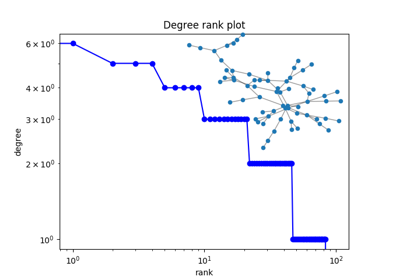 Degree rank plot
degree
6 × 10⁰
4 × 10⁰
3 × 10⁰
2 × 10⁰
10⁰
10⁰ 10¹ 10²
rank